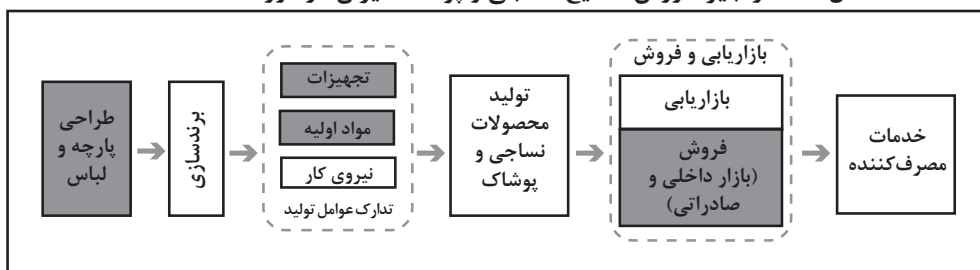 طراحی
پارچه و
لباس
برندسازی
تجهیزات
مواد اولیه
نیروی کار
تدارک عوامل تولید
تولید
محصولات
نساجی و
پوشاک
بازاریابی و فروش
بازاریابی
فروش
(بازار داخلی و
صادراتی)
خدمات
مصرف‌کننده